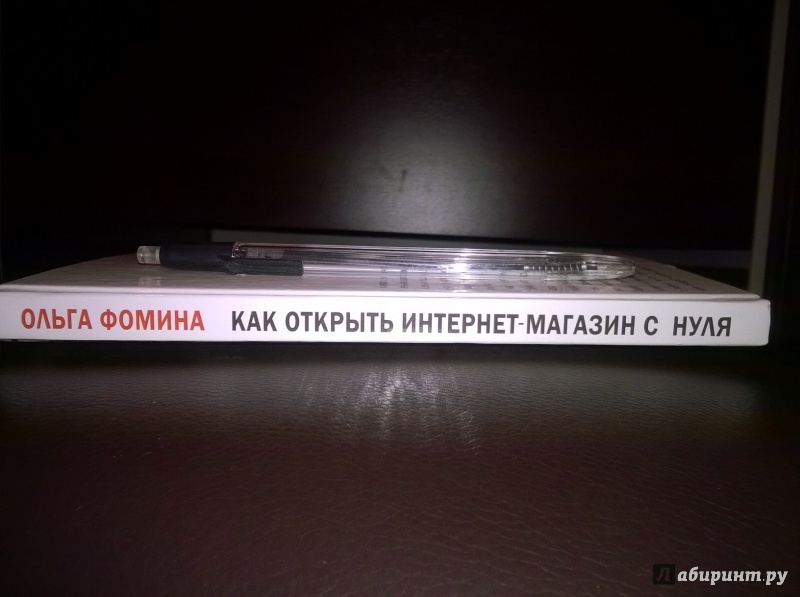 ОЛЬГА ФОМИНА КАК ОТКРЫТЬ ИНТЕРНЕТ-МАГАЗИН С НУЛЯ
Лабиринт.ру